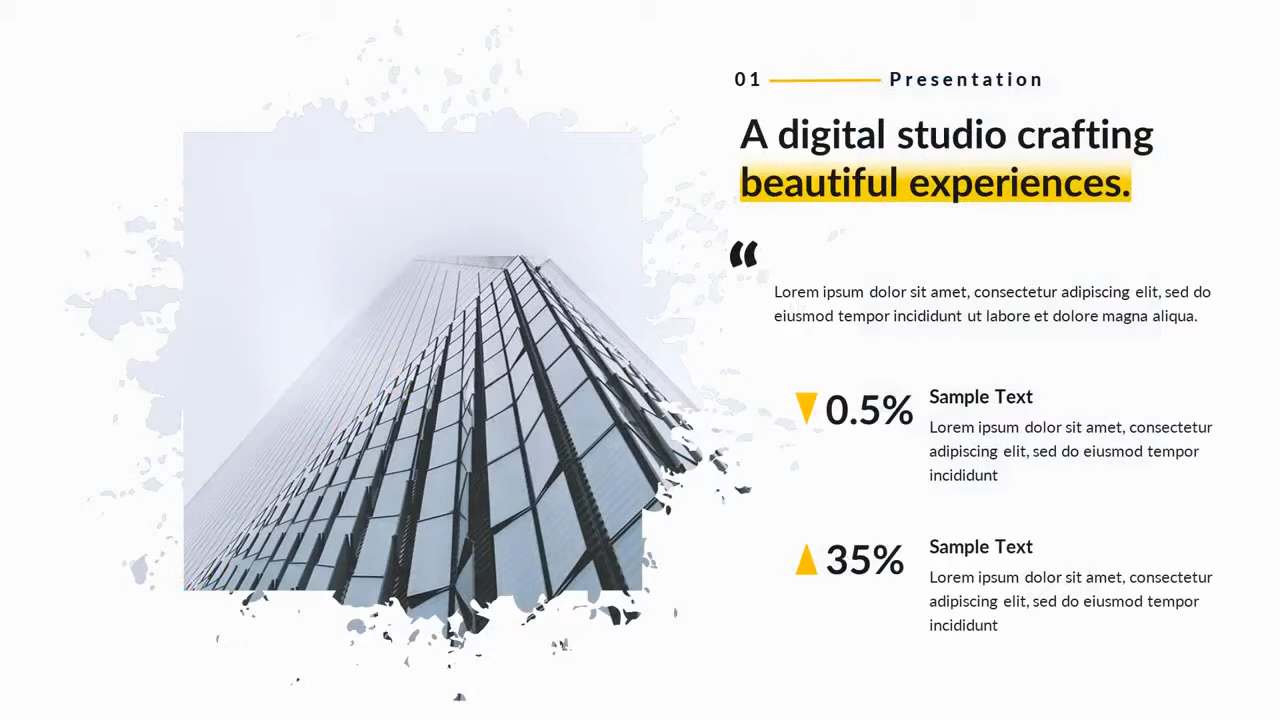 01 Presentation
A digital studio crafting
beautiful experiences.
“
Lorem ipsum dolor sit amet, consectetur adipiscing elit, sed do
eiusmod tempor incididunt ut labore et dolore magna aliqua.
0.5%
Sample Text
Lorem ipsum dolor sit amet, consectetur
adipiscing elit, sed do eiusmod tempor
incididunt
35%
Sample Text
Lorem ipsum dolor sit amet, consectetur
adipiscing elit, sed do eiusmod tempor
incididunt